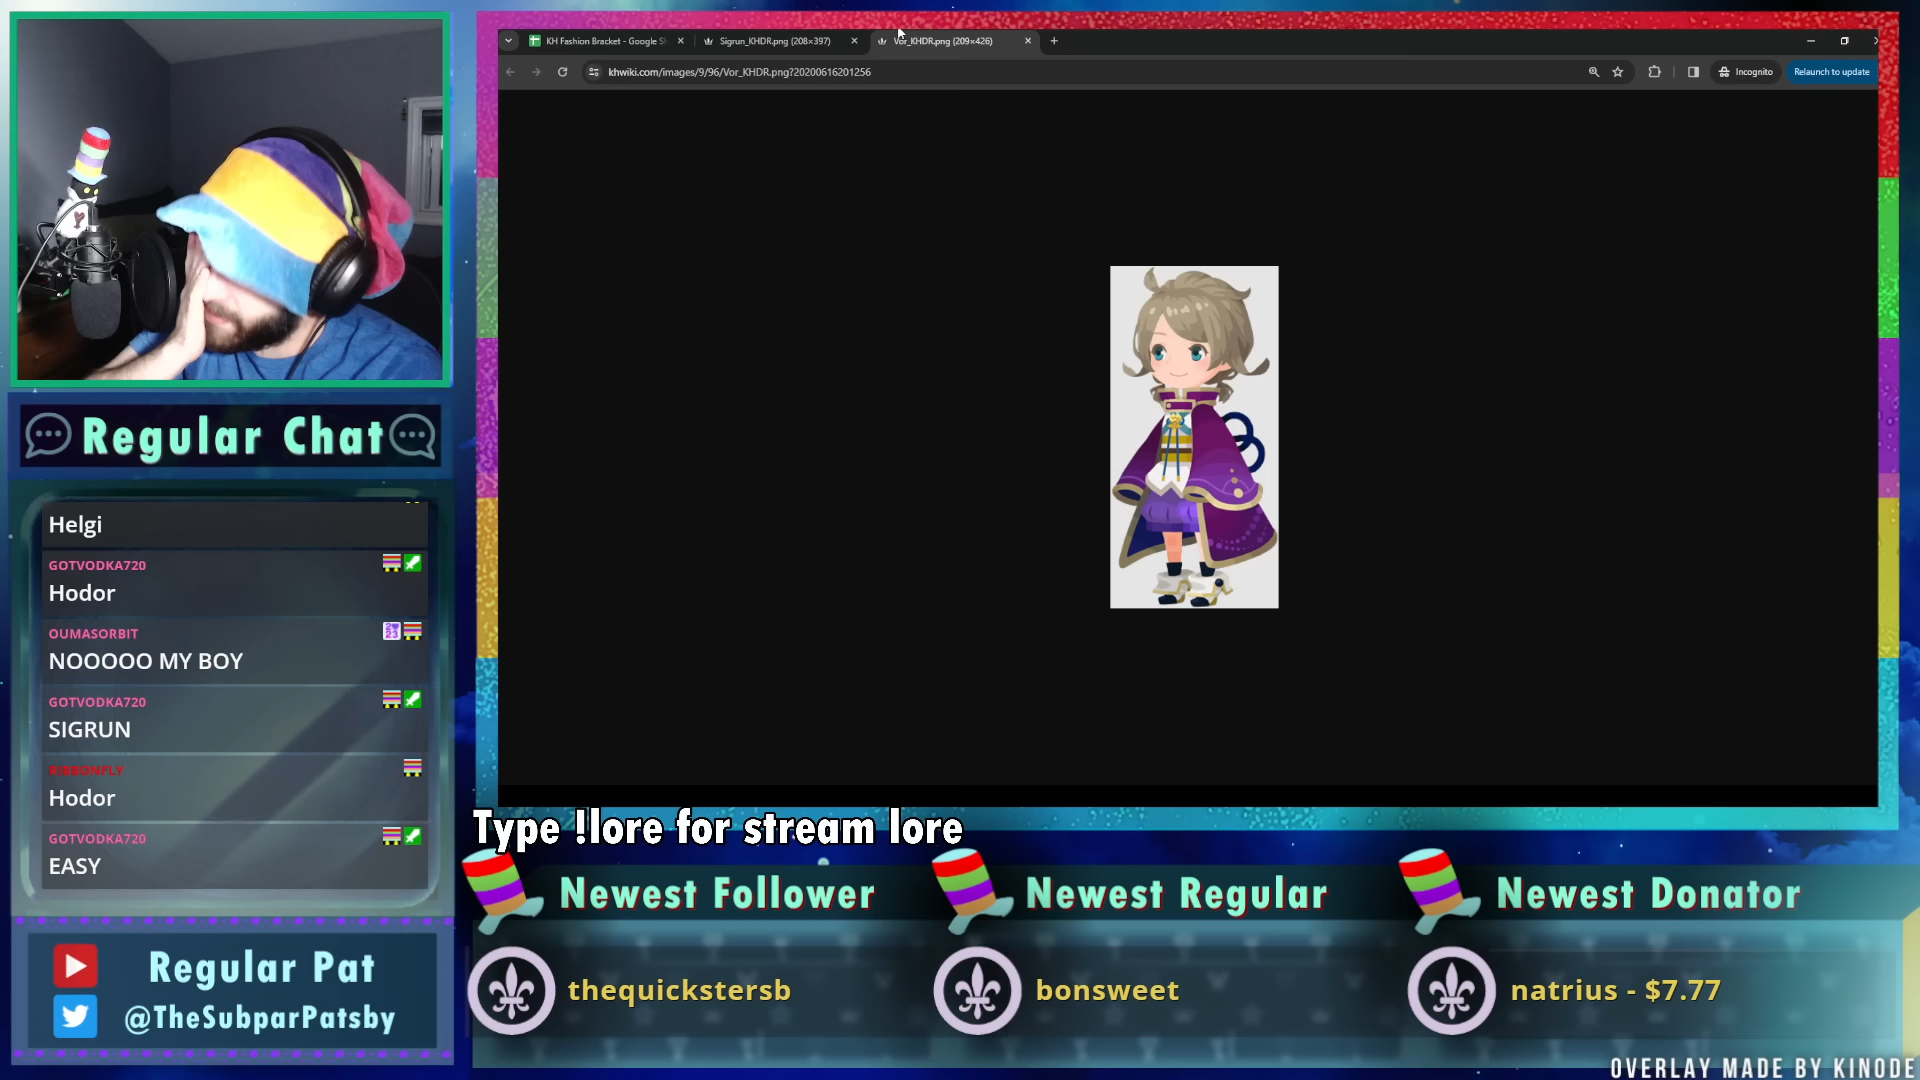 KH Fashion Bracket - Google Sh
Sigrun_KHDR.png (208×397)
Vor_KHDR.png (209×426)
khwiki.com/images/9/96/Vor_KHDR.png?20200616201256
Incognito
Relaunch to update
Regular Chat
Helgi
GOTVODKA720
Hodor
OUMASORBIT
NOOOOO MY BOY
GOTVODKA720
SIGRUN
RIBBONFLY
Hodor
GOTVODKA720
EASY
Regular Pat
@TheSubparPatsby
Type !lore for stream lore
Newest Follower
thequickstersb
Newest Regular
bonsweet
Newest Donator
natrius - $7.77
OVERLAY MADE BY KINODE